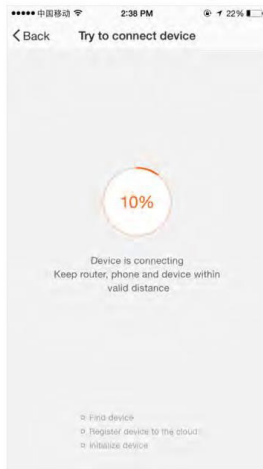 中国移动 2:38 PM 22%
Back Try to connect device
10%
Device is connecting
Keep router, phone and device within
valid distance
Find device
Register device to the cloud
Initialize device